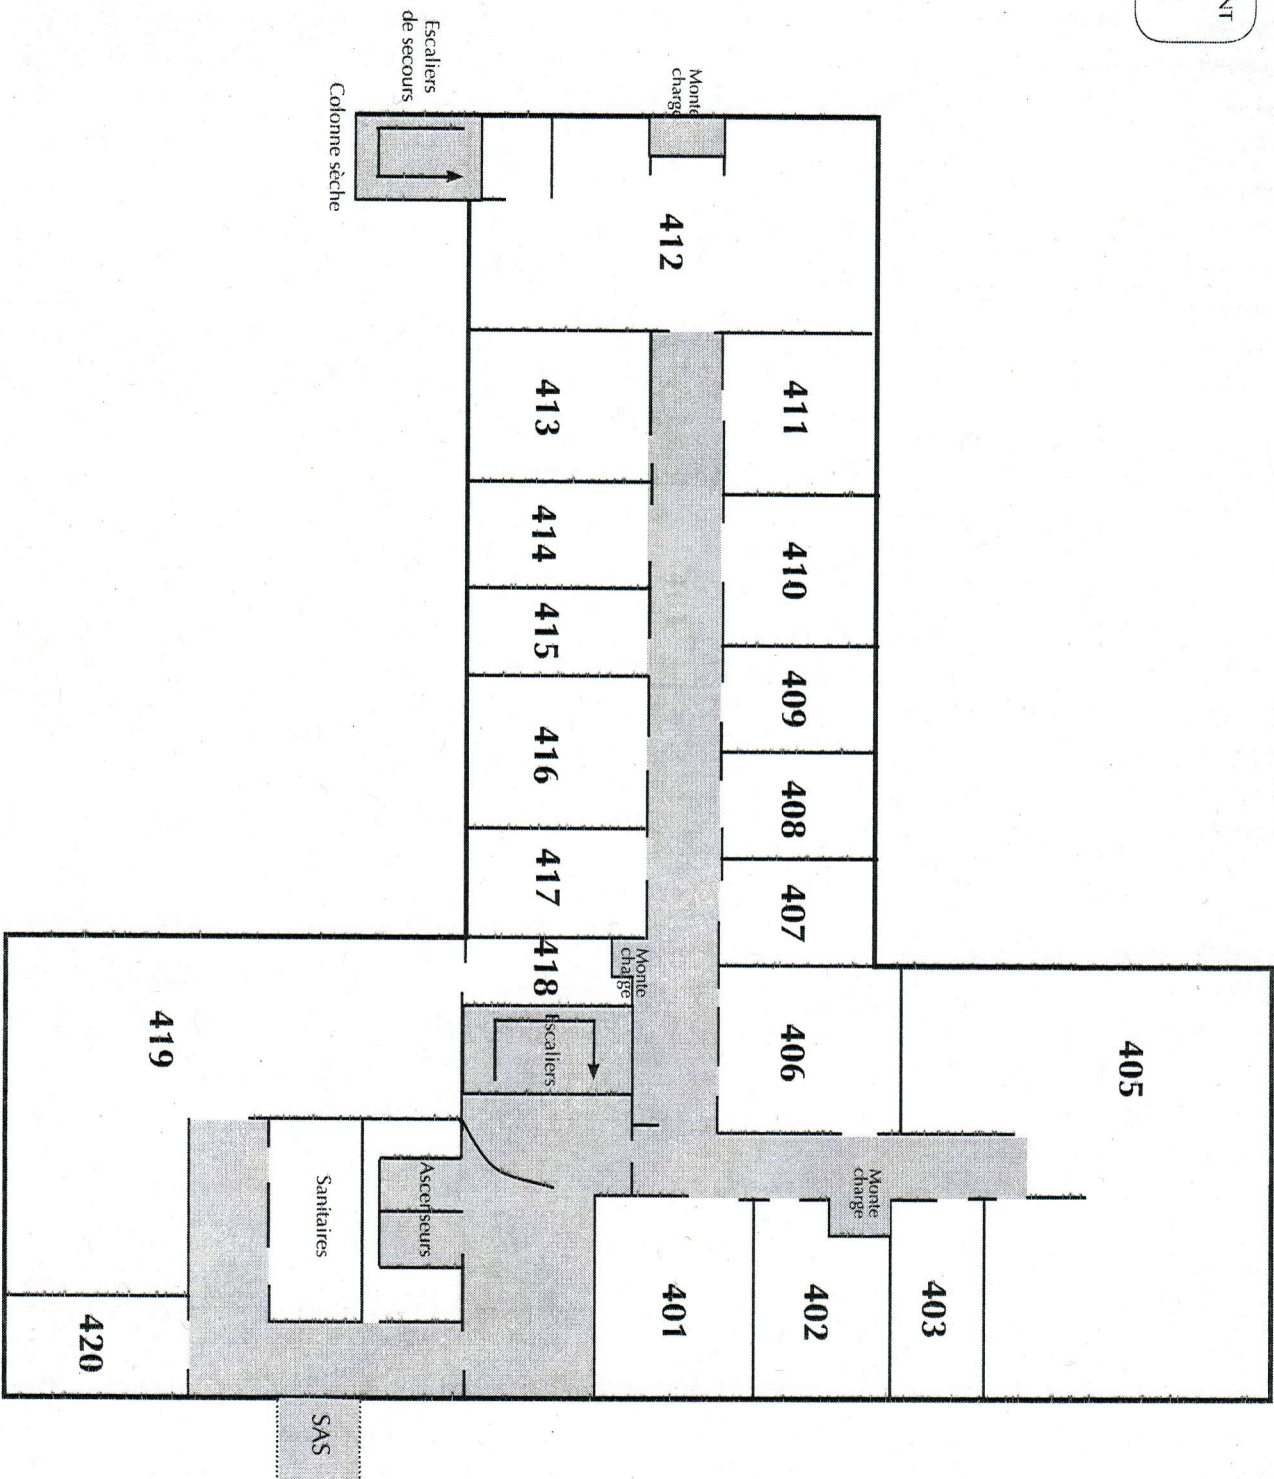 NT
Escaliers
de secours
Colonne sèche
Monte
charge
412
411
413
410
414
409
415
408
416
407
417
418
Monte
charge
406
405
Escaliers
419
Monte
charge
Ascenseurs
Sanitaires
401
402
403
420
SAS